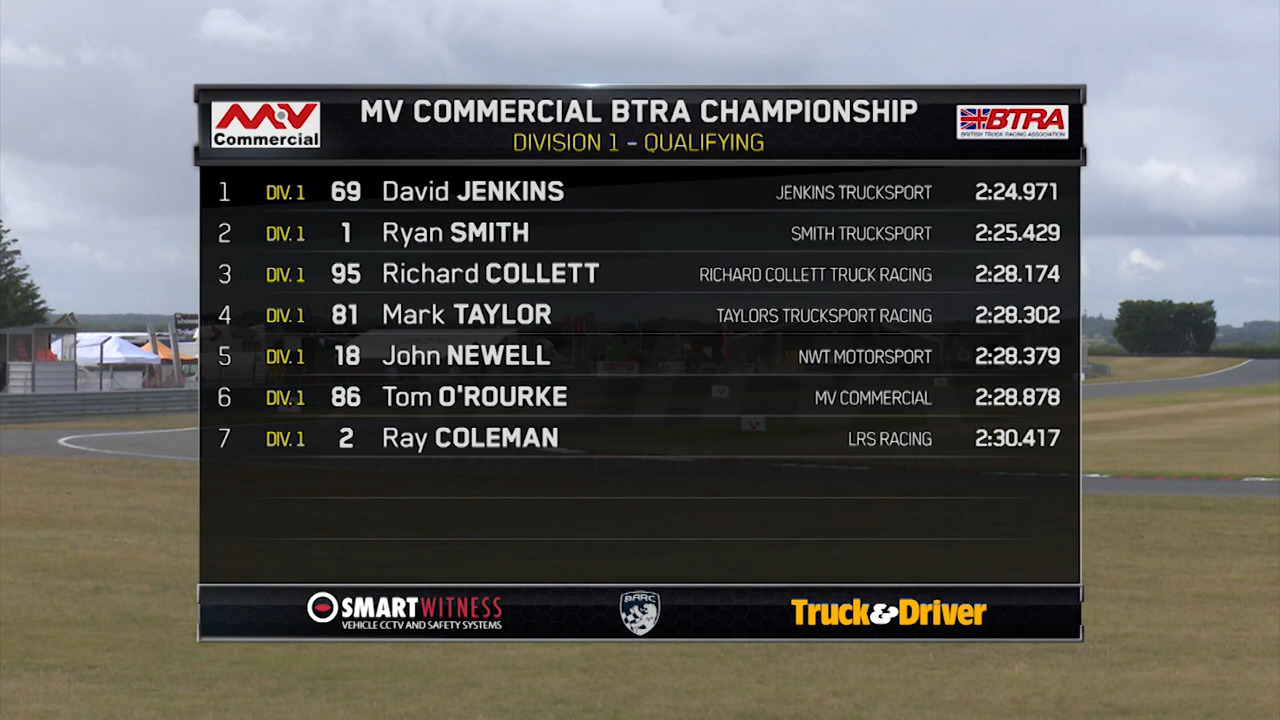 MV Commercial
MV COMMERCIAL BTRA CHAMPIONSHIP
DIVISION 1 - QUALIFYING
BTRA
BRITISH TRUCK RACING ASSOCIATION
1 DIV. 1 69 David JENKINS JENKINS TRUCKSPORT 2:24.971
2 DIV. 1 1 Ryan SMITH SMITH TRUCKSPORT 2:25.429
3 DIV. 1 95 Richard COLLETT RICHARD COLLETT TRUCK RACING 2:28.174
4 DIV. 1 81 Mark TAYLOR TAYLORS TRUCKSPORT RACING 2:28.302
5 DIV. 1 18 John NEWELL NWT MOTORSPORT 2:28.379
6 DIV. 1 86 Tom O'ROURKE MV COMMERCIAL 2:28.878
7 DIV. 1 2 Ray COLEMAN LRS RACING 2:30.417
SMARTWITNESS
VEHICLE CCTV AND SAFETY SYSTEMS
BARC
Truck&Driver